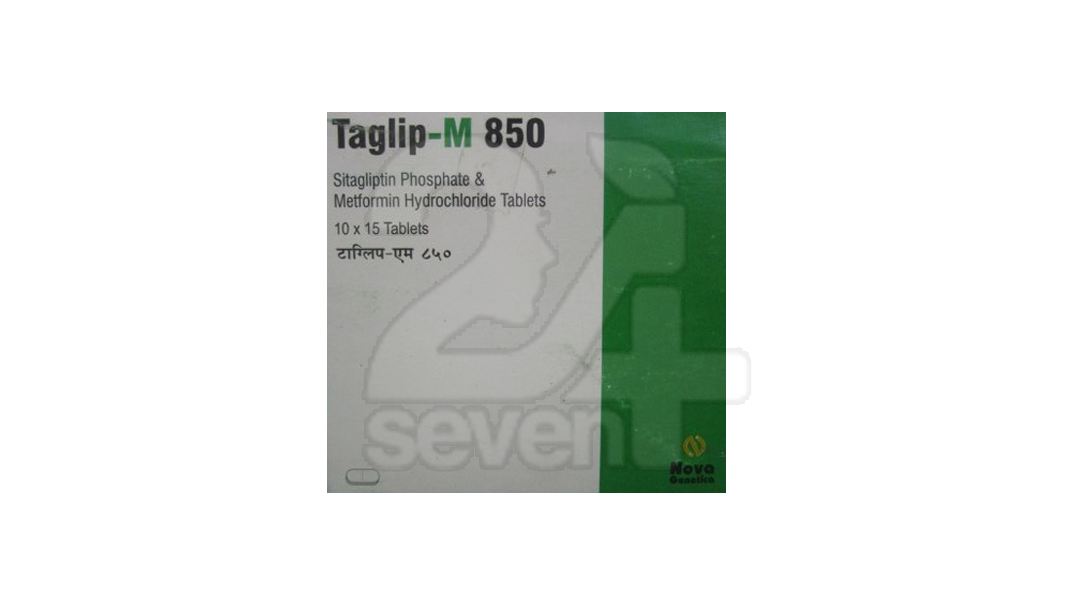 Taglip-M 850
Sitagliptin Phosphate &
Metformin Hydrochloride Tablets
10 x 15 Tablets
टाग्लिप-एम ८५०
seven
Nova
Genetica